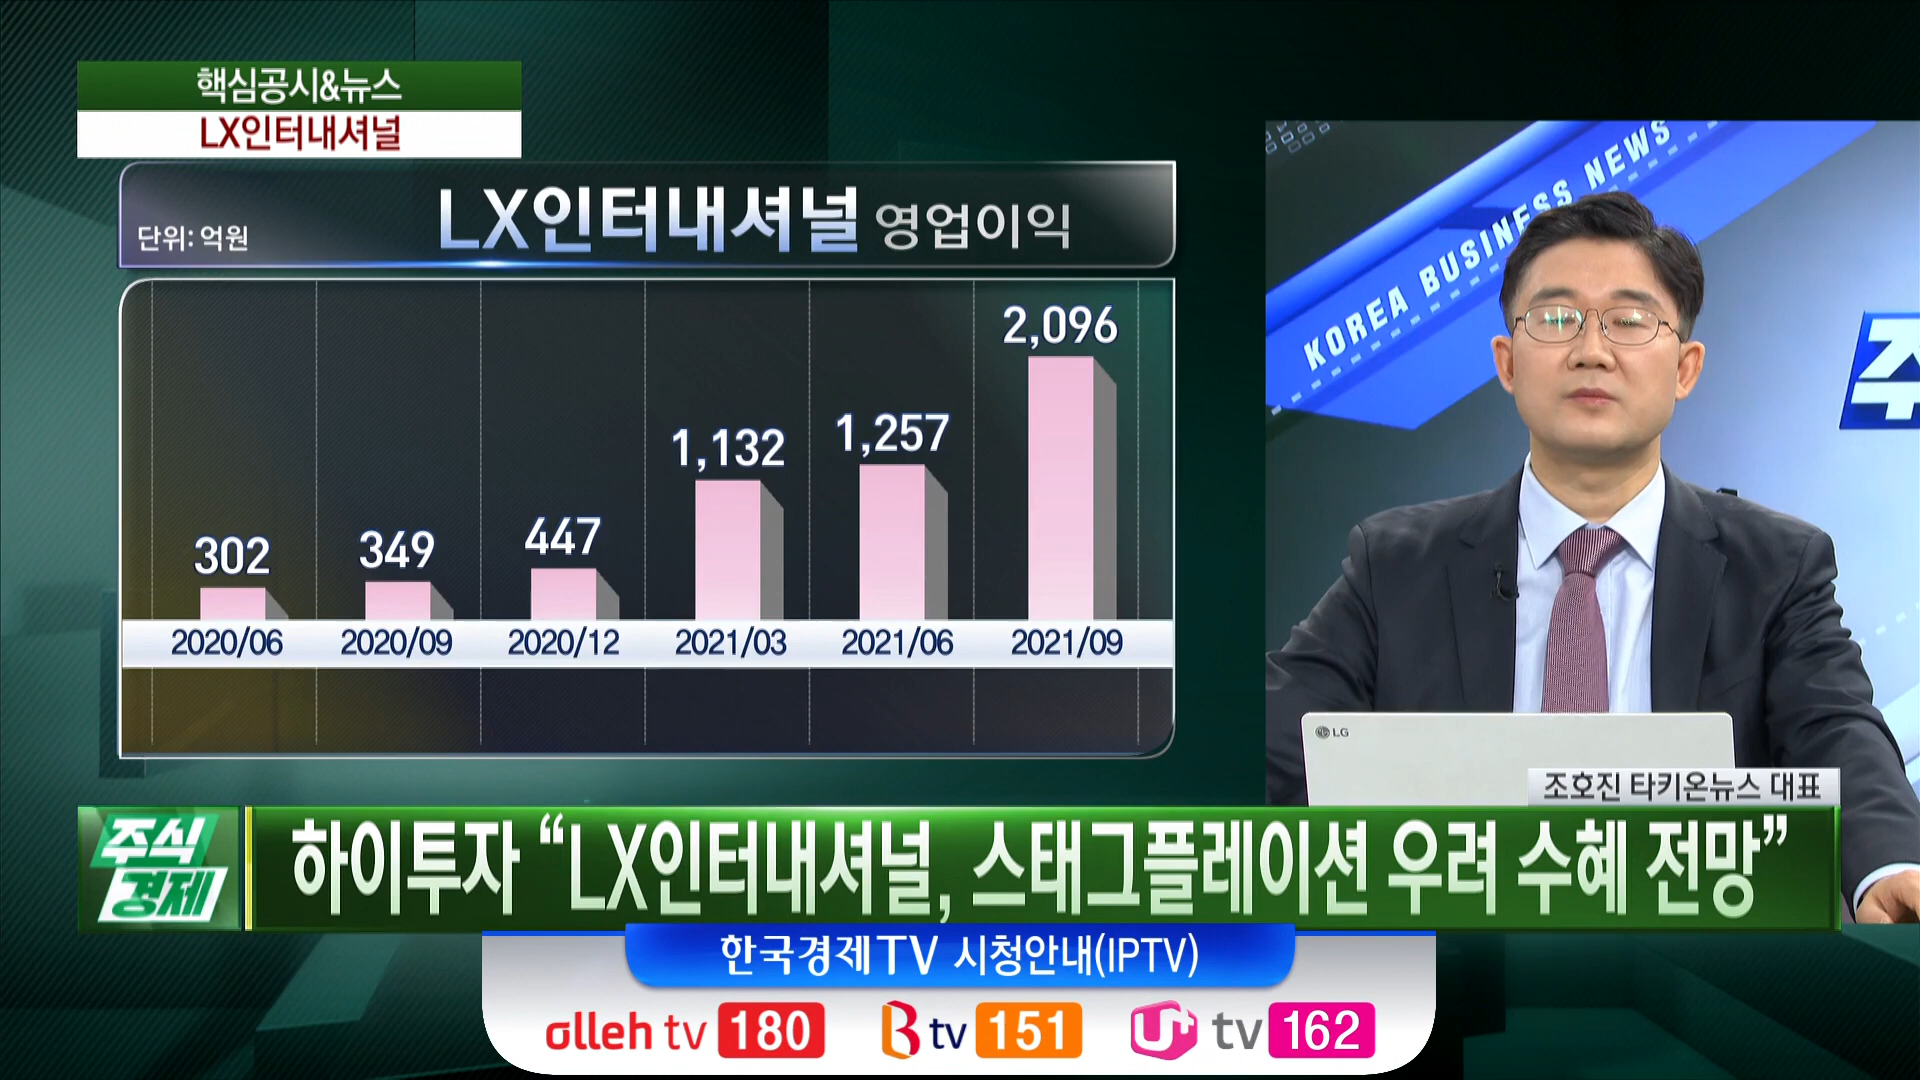 핵심공시&뉴스
LX인터내셔널
단위: 억원
LX인터내셔널 영업이익
302
349
447
1,132
1,257
2,096
2020/06
2020/09
2020/12
2021/03
2021/06
2021/09
KOREA BUSINESS NEWS
주
LG
조호진 타키온뉴스 대표
주식
경제
하이투자 “LX인터내셔널, 스태그플레이션 우려 수혜 전망”
한국경제TV 시청안내(IPTV)
olleh tv 180
B tv 151
U+ tv 162